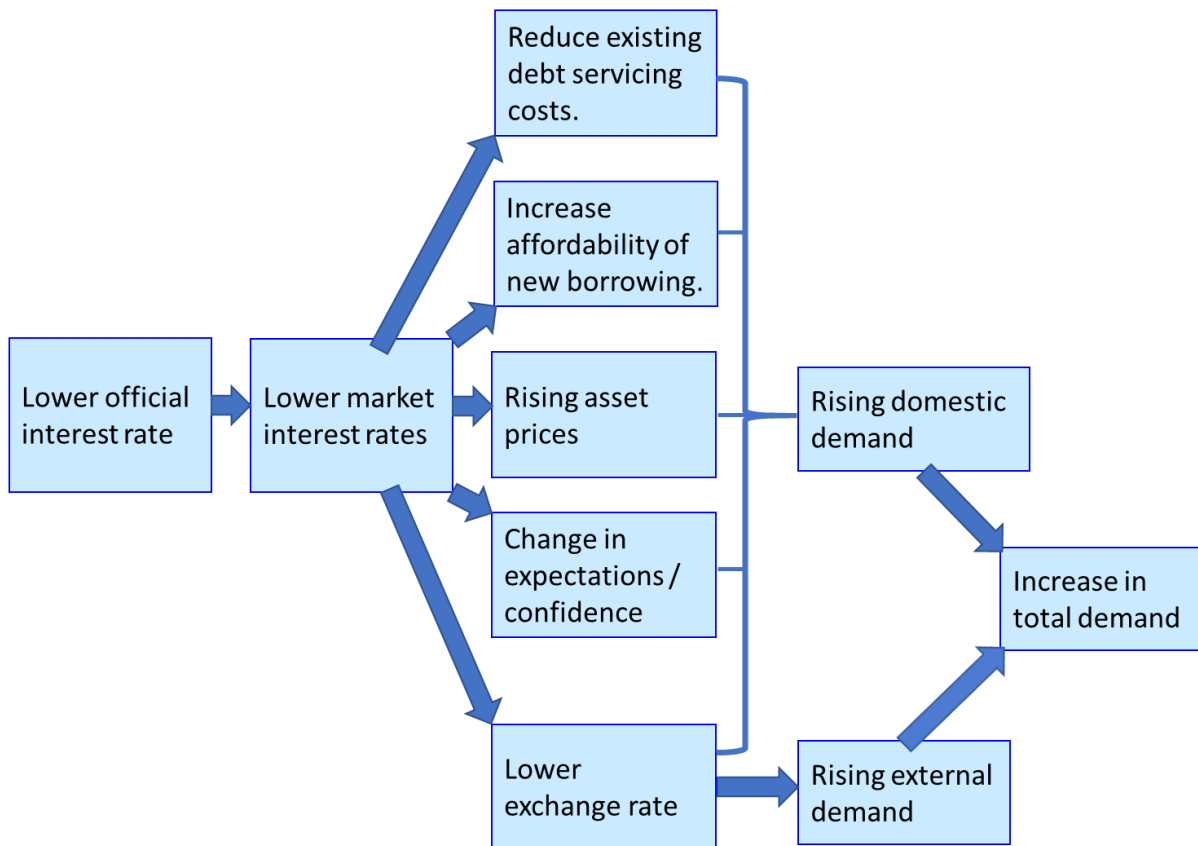 Reduce existing
debt servicing
costs.
Increase
affordability of
new borrowing.
Lower official
interest rate
Lower market
interest rates
Rising asset
prices
Rising domestic
demand
Change in
expectations /
confidence
Increase in
total demand
Lower
exchange rate
Rising external
demand